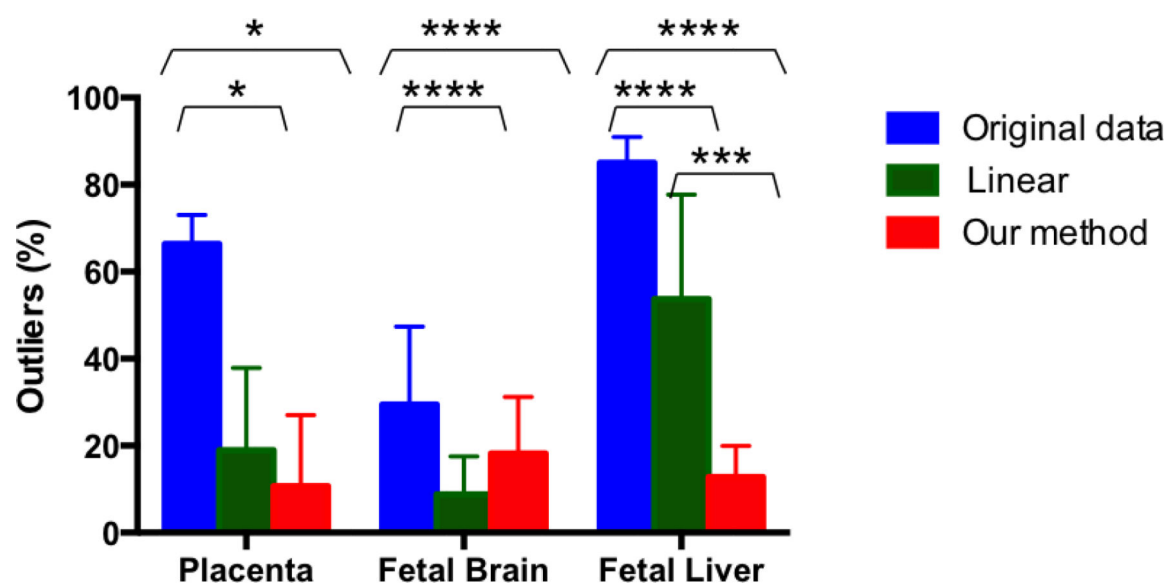 * **** ****
* **** ****
***
100
80
60
40
20
0
Outliers (%)
Placenta Fetal Brain Fetal Liver
Original data
Linear
Our method